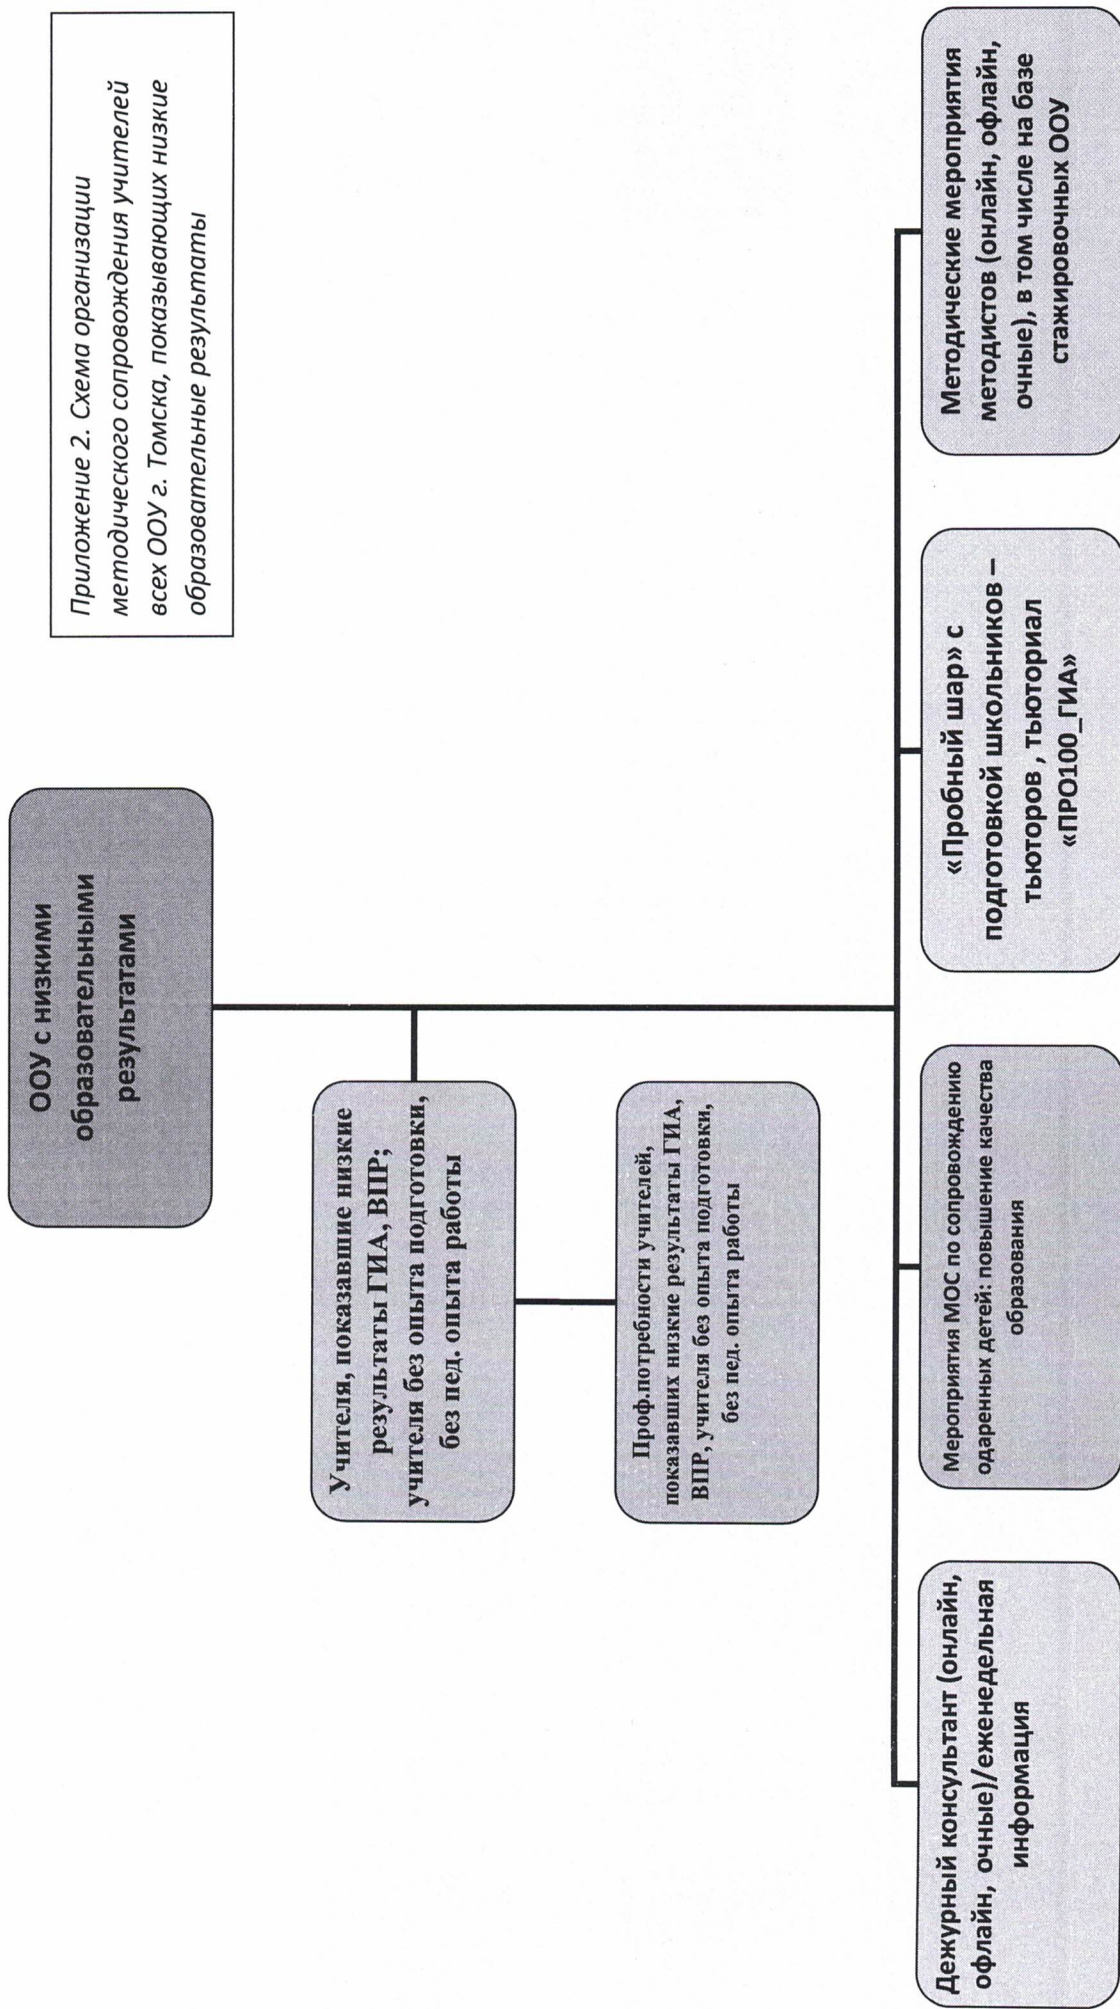 Приложение 2. Схема организации
методического сопровождения учителей
всех ООУ г. Томска, показывающих низкие
образовательные результаты
ООУ с низкими
образовательными
результатами
Учителя, показавшие низкие
результаты ГИА, ВПР;
учителя без опыта подготовки,
без пед. опыта работы
Проф.потребности учителей,
показавших низкие результаты ГИА,
ВПР, учителя без опыта подготовки,
без пед. опыта работы
Дежурный консультант (онлайн,
офлайн, очные)/еженедельная
информация
Мероприятия МОС по сопровождению
одаренных детей: повышение качества
образования
«Пробный шар» с
подготовкой школьников –
тьюторов , тьюториал
«ПРО100_ГИА»
Методические мероприятия
методистов (онлайн, офлайн,
очные), в том числе на базе
стажировочных ООУ